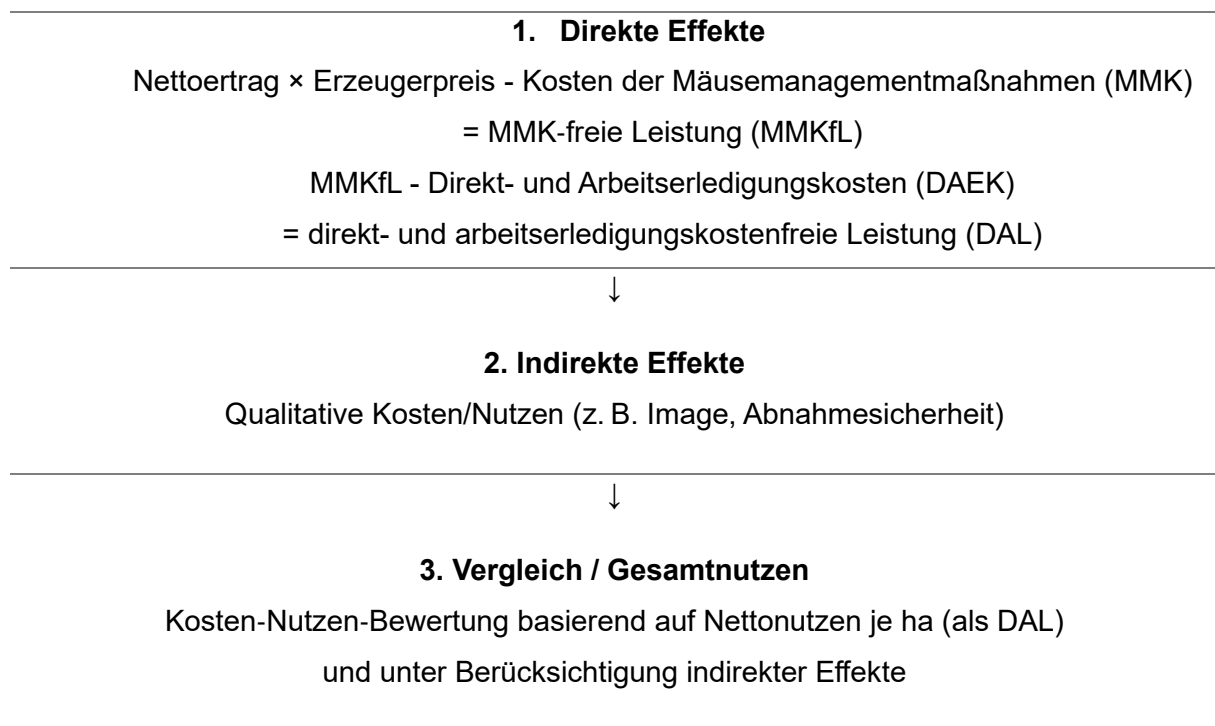 1. Direkte Effekte
Nettoertrag × Erzeugerpreis - Kosten der Mäusemanagementmaßnahmen (MMK)
= MMK-freie Leistung (MMKfL)
MMKfL - Direkt- und Arbeitserledigungskosten (DAEK)
= direkt- und arbeitserledigungskostenfreie Leistung (DAL)
↓
2. Indirekte Effekte
Qualitative Kosten/Nutzen (z. B. Image, Abnahmesicherheit)
↓
3. Vergleich / Gesamtnutzen
Kosten-Nutzen-Bewertung basierend auf Nettonutzen je ha (als DAL)
und unter Berücksichtigung indirekter Effekte